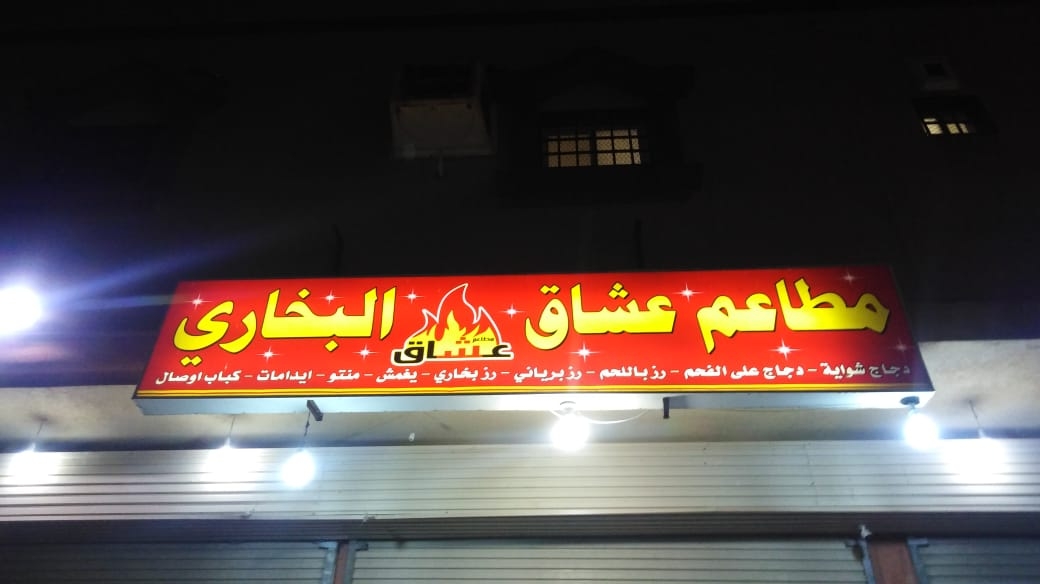 مطاعم عشاق البخاري
مطاعم
عشاق
دجاج شواية - دجاج على الفحم - رز باللحم - رز برياني - رز بخاري - يغمش - منتو - ايدامات - كباب اوصال